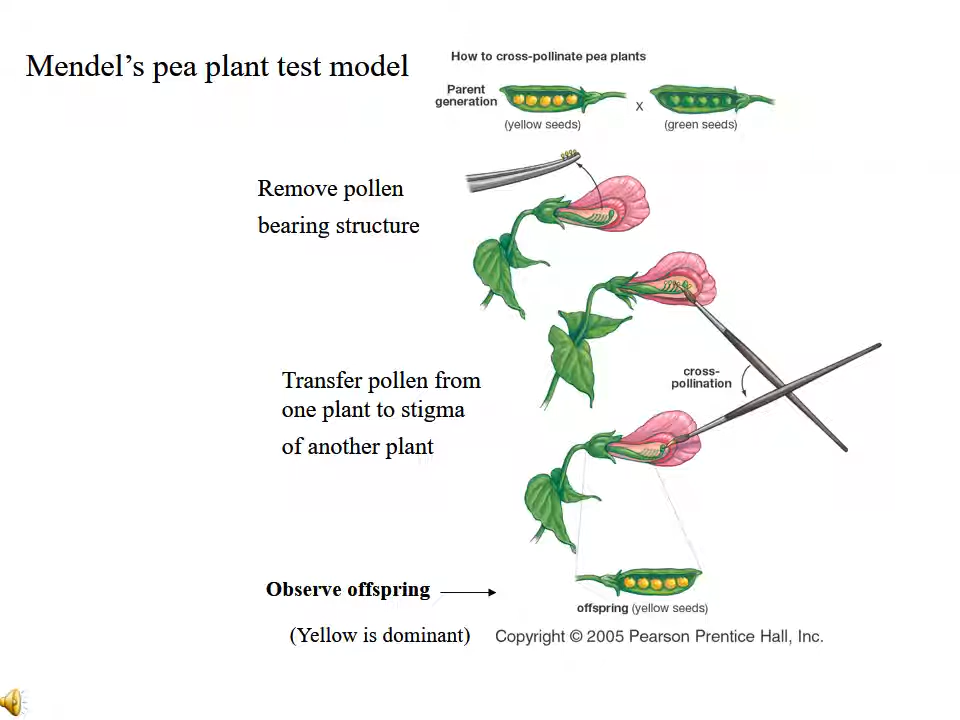 Mendel’s pea plant test model
How to cross-pollinate pea plants
Parent
generation
X
(yellow seeds)
(green seeds)
Remove pollen
bearing structure
Transfer pollen from
one plant to stigma
of another plant
cross-
pollination
Observe offspring
offspring (yellow seeds)
(Yellow is dominant)
Copyright © 2005 Pearson Prentice Hall, Inc.